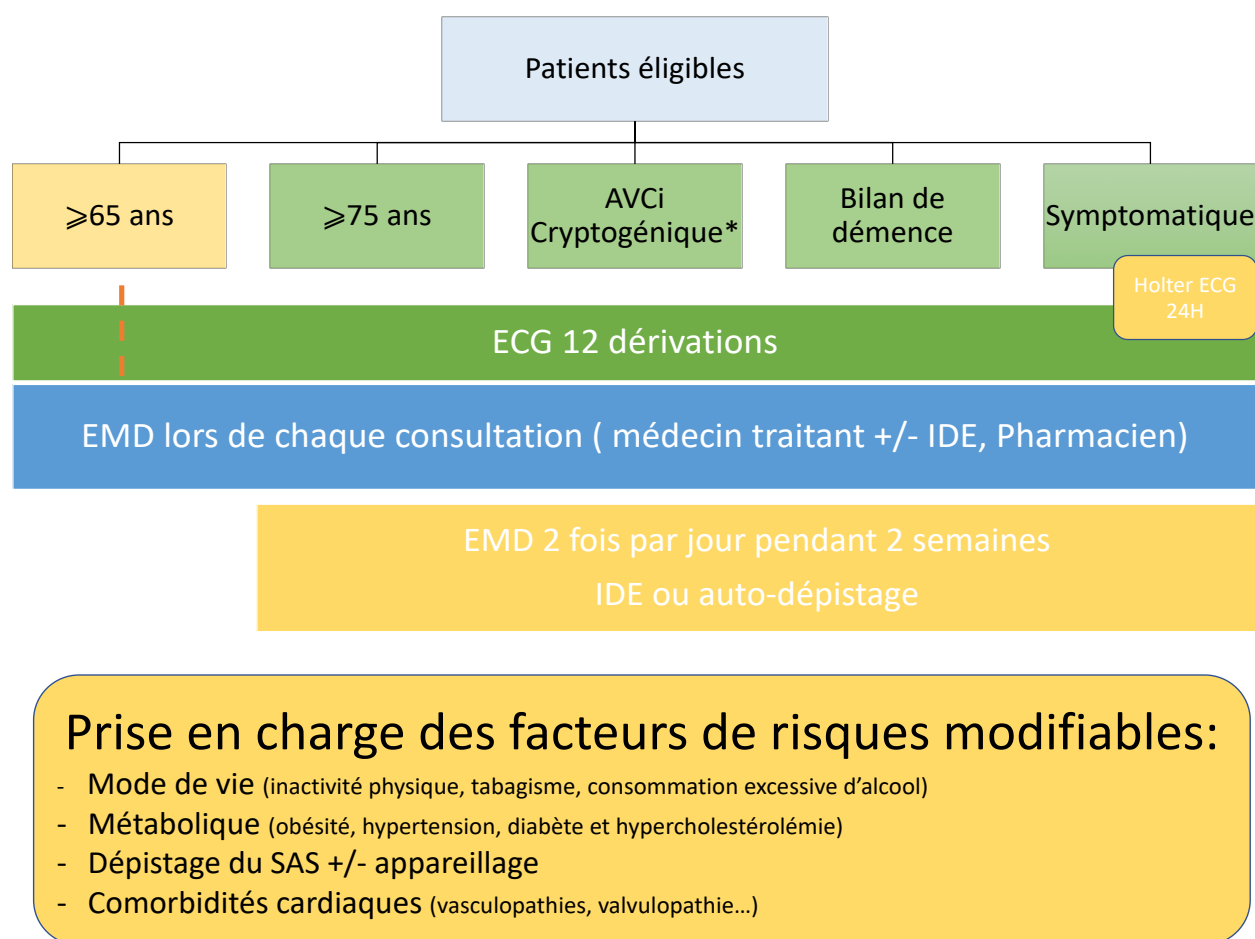 Patients éligibles
⩾65 ans
⩾75 ans
AVCi
Cryptogénique*
Bilan de
démence
Symptomatique
Holter ECG
24H
ECG 12 dérivations
EMD lors de chaque consultation ( médecin traitant +/- IDE, Pharmacien)
EMD 2 fois par jour pendant 2 semaines
IDE ou auto-dépistage
Prise en charge des facteurs de risques modifiables:
- Mode de vie (inactivité physique, tabagisme, consommation excessive d’alcool)
- Métabolique (obésité, hypertension, diabète et hypercholestérolémie)
- Dépistage du SAS +/- appareillage
- Comorbidités cardiaques (vasculopathies, valvulopathie…)